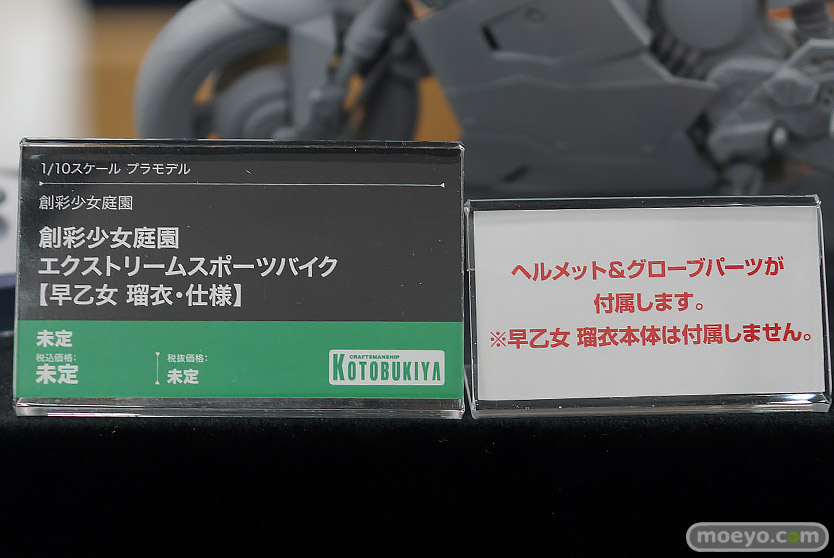 1/10スケール プラモデル
創彩少女庭園
創彩少女庭園
エクストリームスポーツバイク
【早乙女 瑠衣・仕様】
未定
税込価格:
未定
税抜価格:
未定
CRAFTSMANSHIP
KOTOBUKIYA
ヘルメット&グローブパーツが
付属します。
※早乙女 瑠衣本体は付属しません。
moeyo.com